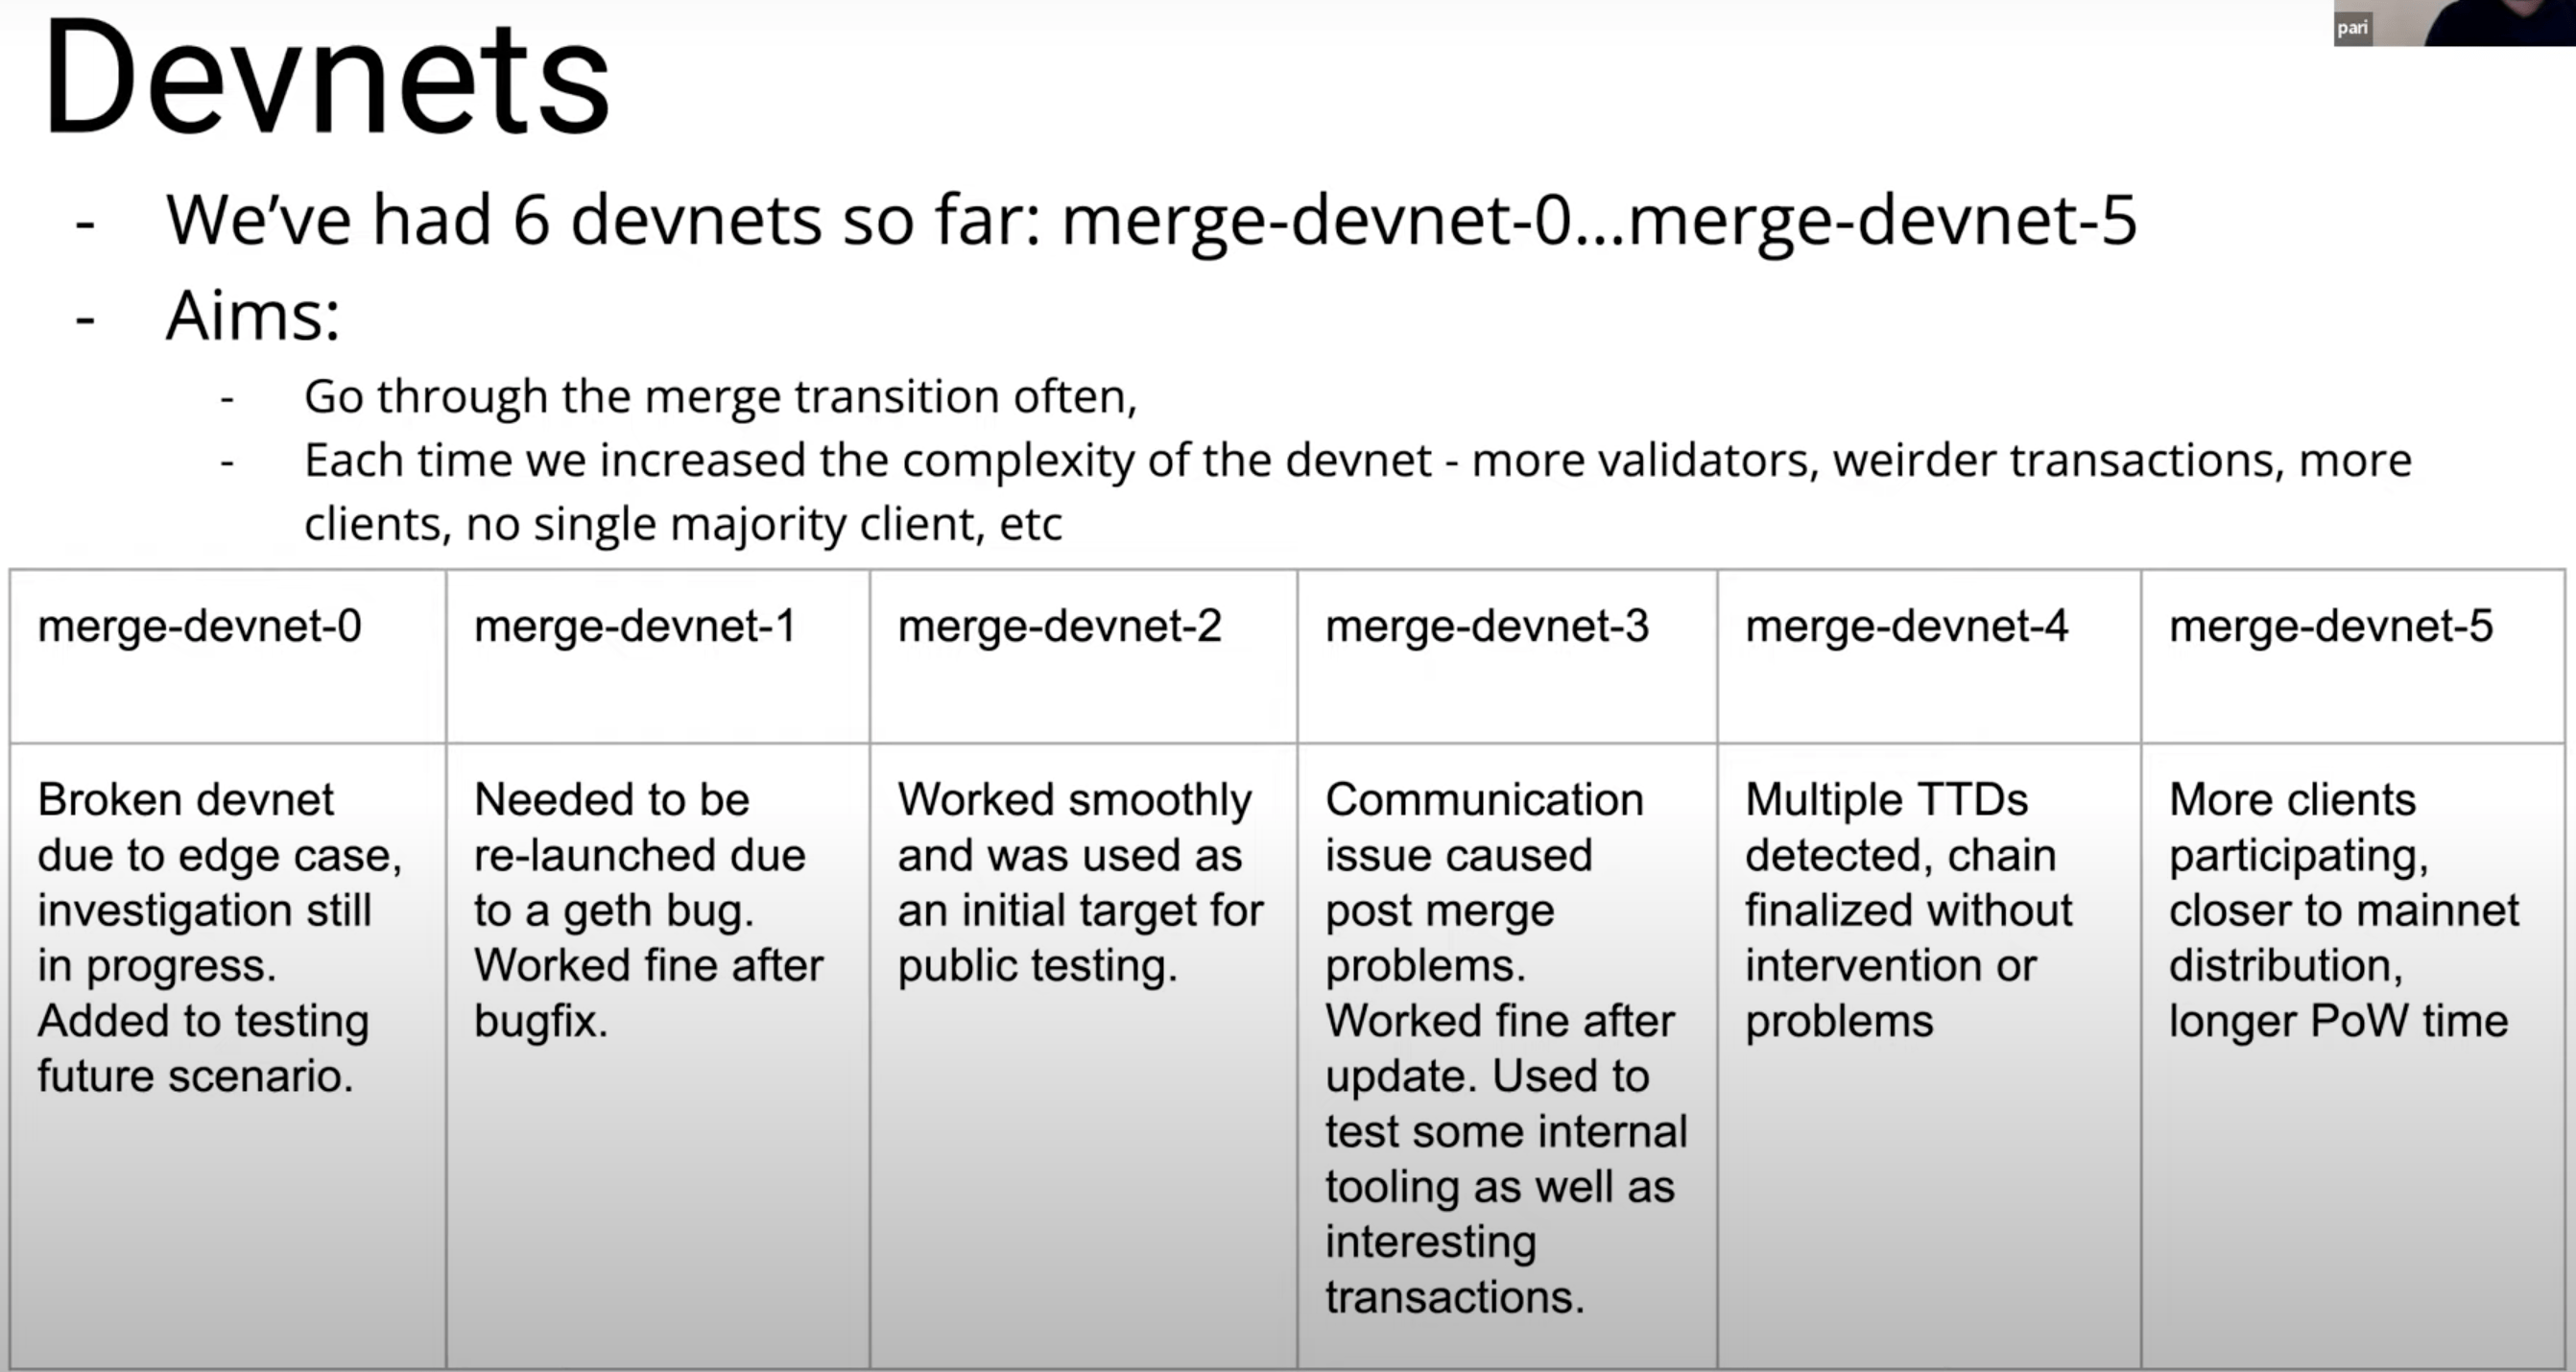 Devnets
pari
- We’ve had 6 devnets so far: merge-devnet-0...merge-devnet-5
- Aims:
- Go through the merge transition often,
- Each time we increased the complexity of the devnet - more validators, weirder transactions, more
clients, no single majority client, etc
merge-devnet-0
merge-devnet-1
merge-devnet-2
merge-devnet-3
merge-devnet-4
merge-devnet-5
Broken devnet
due to edge case,
investigation still
in progress.
Added to testing
future scenario.
Needed to be
re-launched due
to a geth bug.
Worked fine after
bugfix.
Worked smoothly
and was used as
an initial target for
public testing.
Communication
issue caused
post merge
problems.
Worked fine after
update. Used to
test some internal
tooling as well as
interesting
transactions.
Multiple TTDs
detected, chain
finalized without
intervention or
problems
More clients
participating,
closer to mainnet
distribution,
longer PoW time